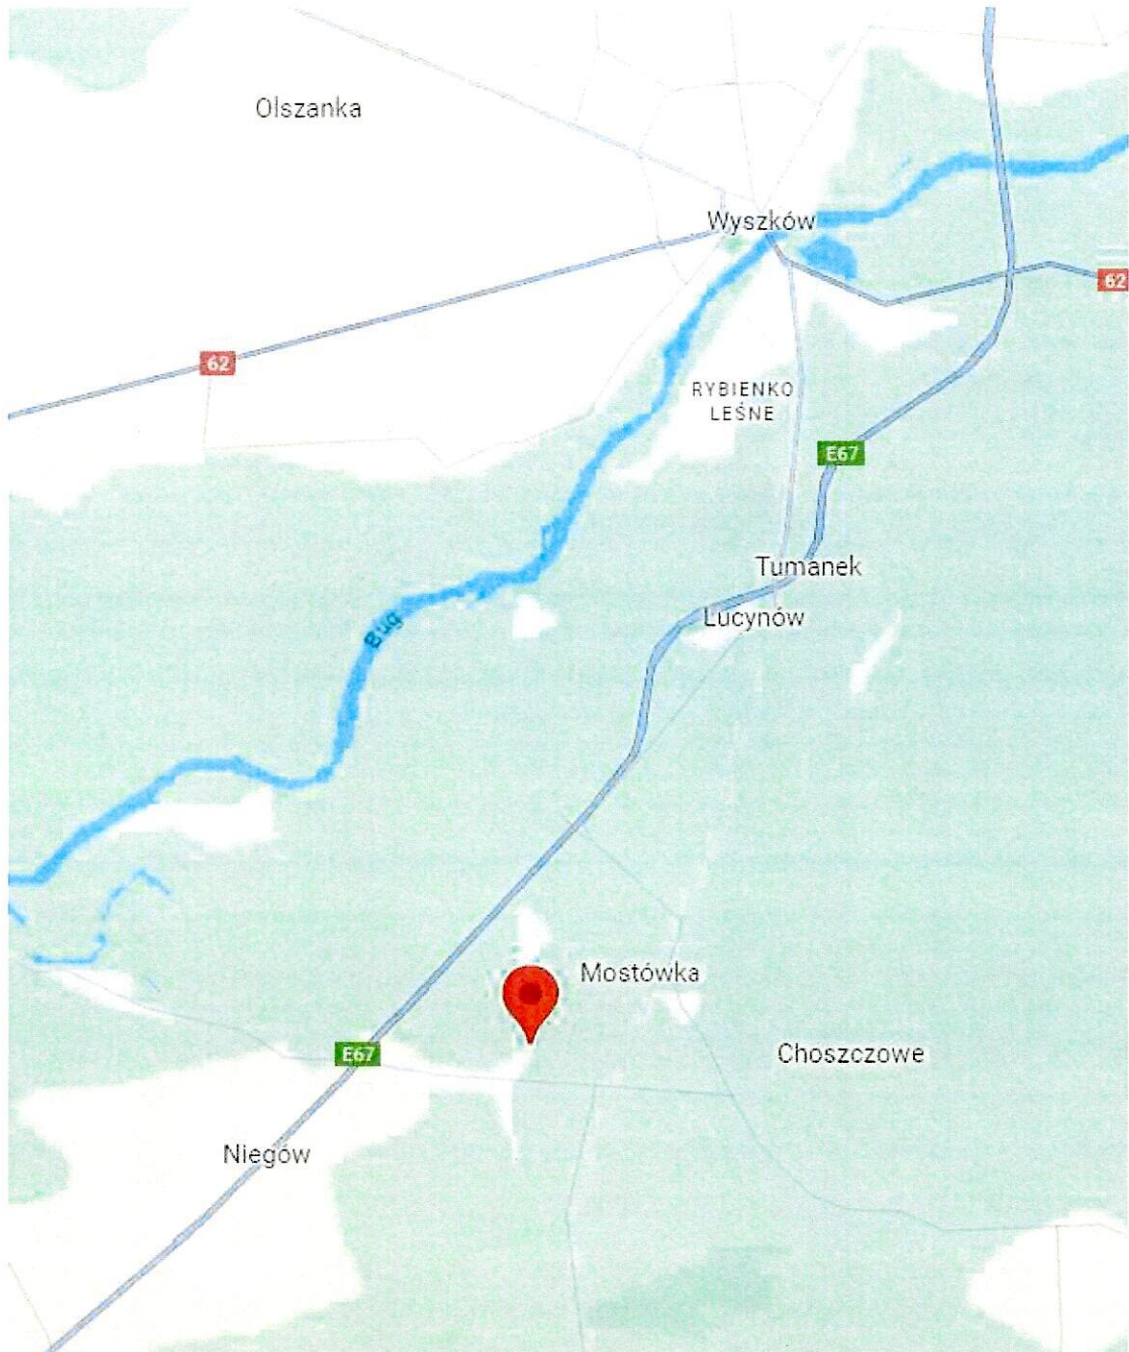 Olszanka
Wyszków
62
62
RYBIENKO
LEŚNE
E67
Tumanek
Lucynów
Bug
Mostówka
E67
Choszczowe
Niegów